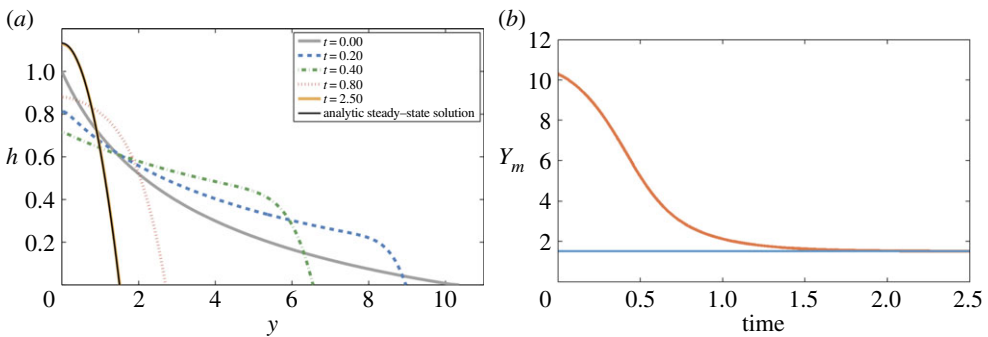 (a)
1.0
0.8
0.6
0.4
0.2
0
2
4
6
8
10
h
y
t = 0.00
t = 0.20
t = 0.40
t = 0.80
t = 2.50
analytic steady–state solution
(b)
12
10
8
6
4
2
0
0.5
1.0
1.5
2.0
2.5
Ym
time